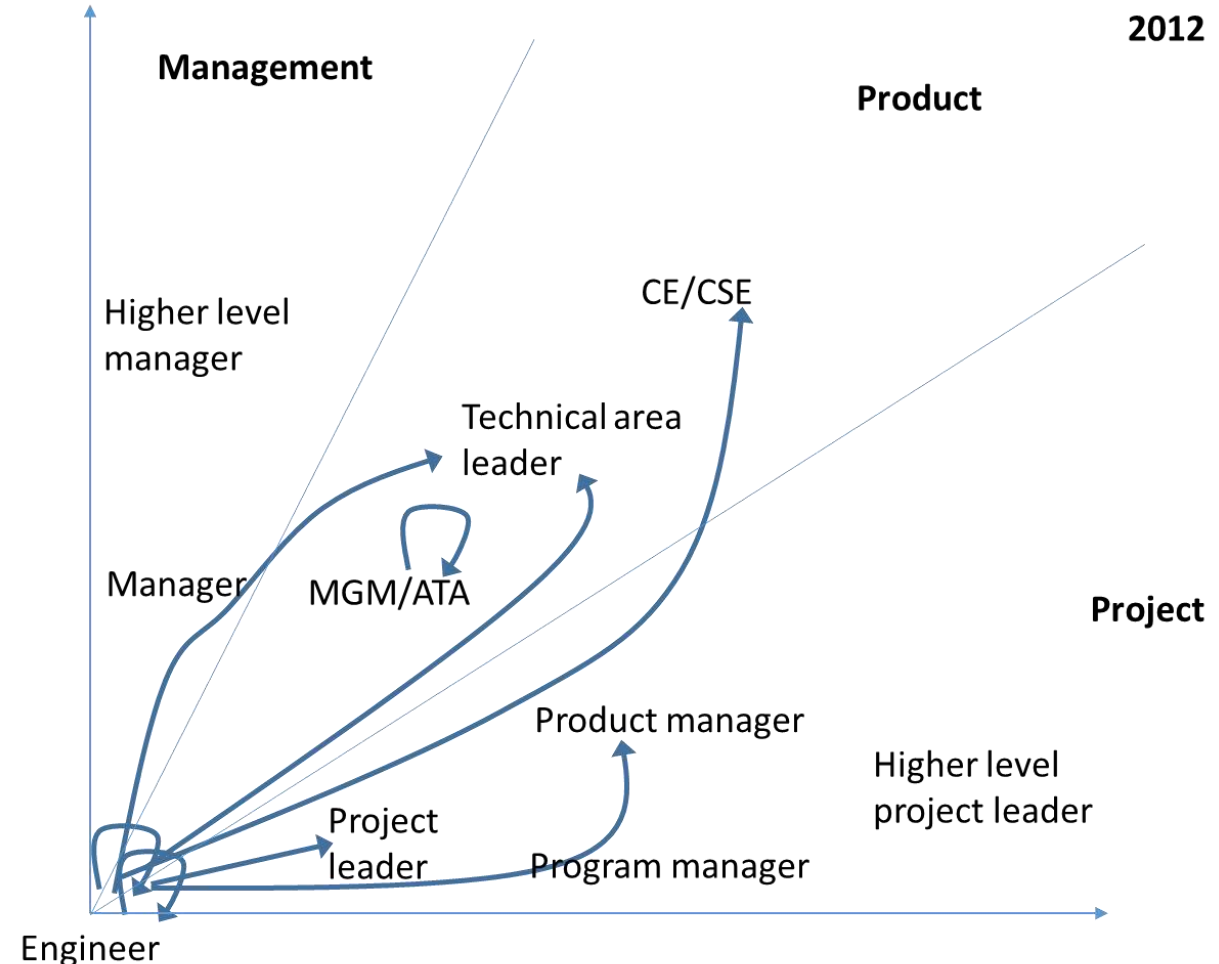 2012
Management
Product
CE/CSE
Higher level
manager
Technical area
leader
Manager
MGM/ATA
Project
Product manager
Higher level
project leader
Project
leader
Program manager
Engineer